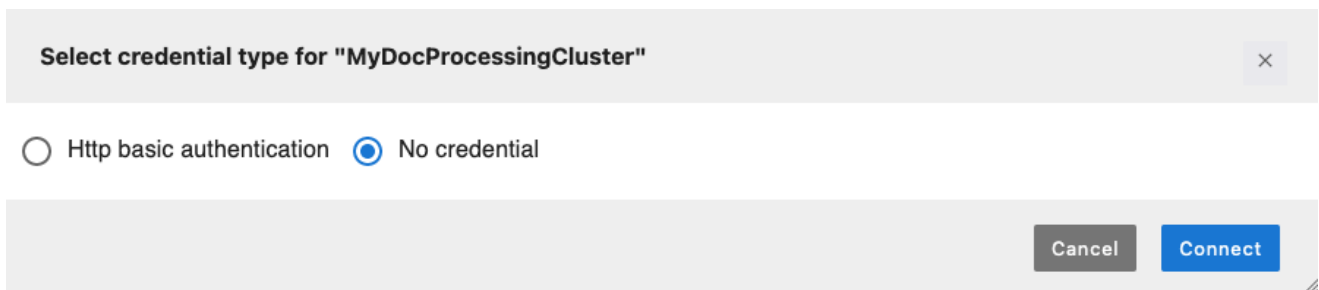 Select credential type for "MyDocProcessingCluster"
Http basic authentication No credential
Cancel Connect